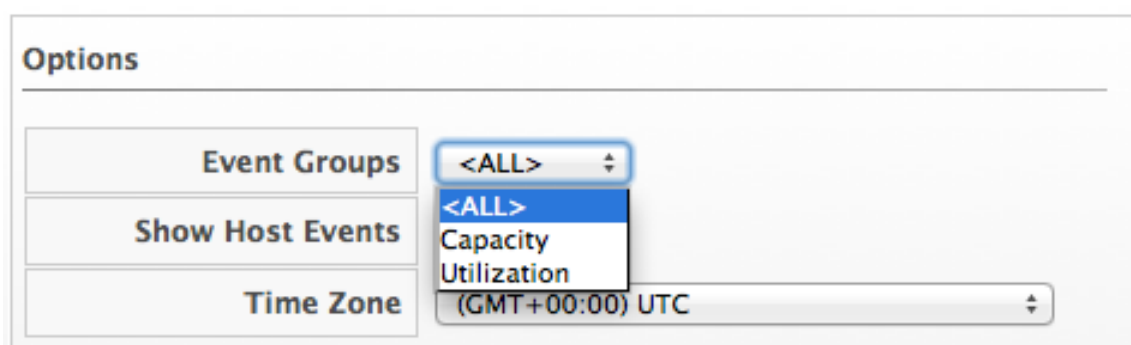 Options
Event Groups <ALL>
<ALL>
Show Host Events
Capacity
Utilization
Time Zone (GMT+00:00) UTC